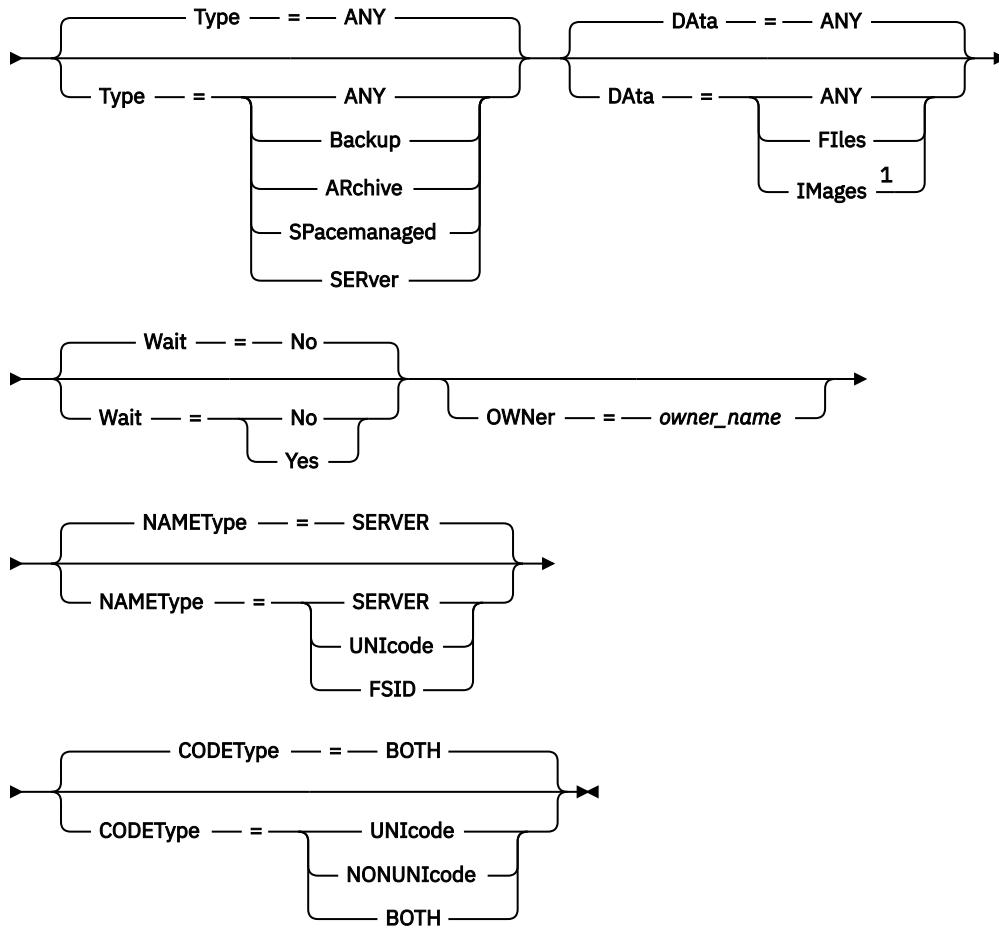 Type = ANY DAta = ANY
Type = ANY DAta = ANY
Backup FIles
ARchive IMages 1
SPacemanaged
SERver
Wait = No
Wait = No OWNer = owner_name
Yes
NAMEType = SERVER
NAMEType = SERVER
UNIcode
FSID
CODEType = BOTH
CODEType = UNIcode
NONUNIcode
BOTH